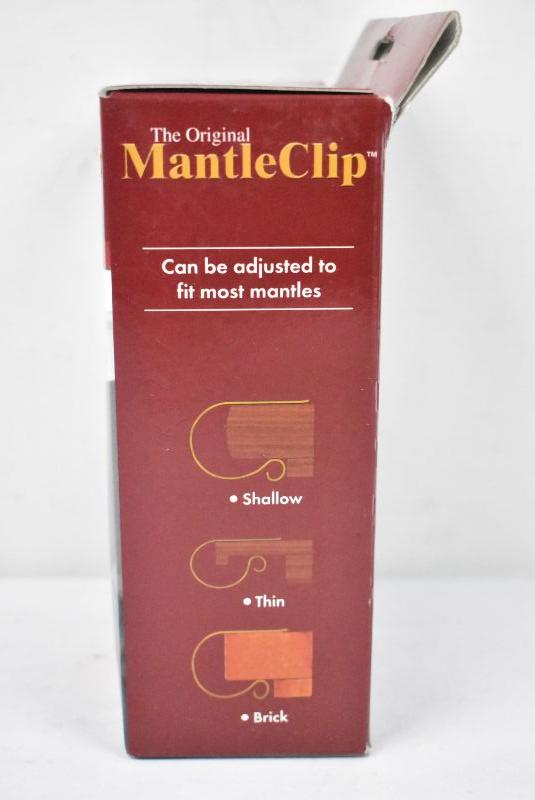 The Original
MantleClip™
Can be adjusted to
fit most mantles
• Shallow
• Thin
• Brick